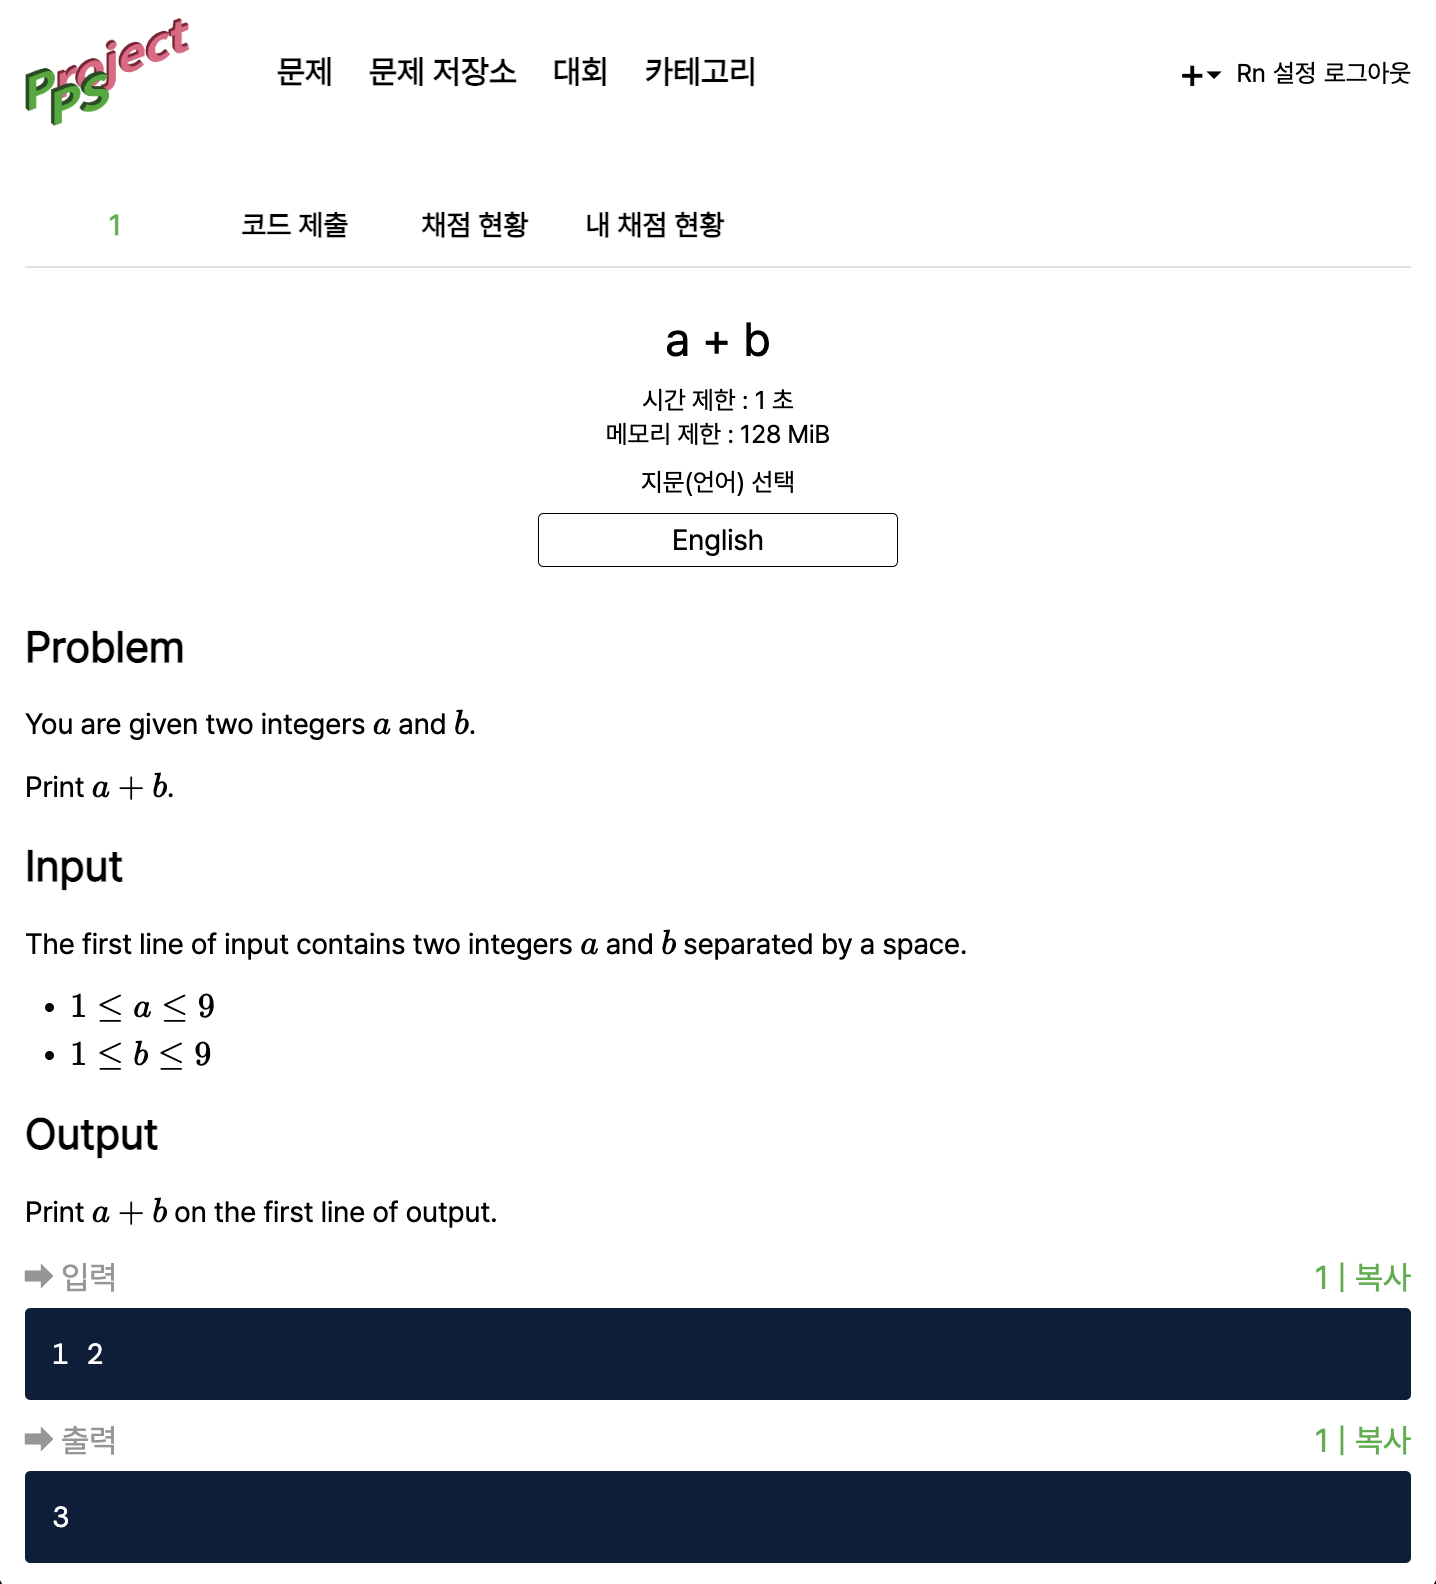 Project
PS
문제 문제 저장소 대회 카테고리 Rn 설정 로그아웃
1 코드 제출 채점 현황 내 채점 현황
a + b
시간 제한 : 1 초
메모리 제한 : 128 MiB
지문(언어) 선택
English
Problem
You are given two integers a and b.
Print a + b.
Input
The first line of input contains two integers a and b separated by a space.
• 1 ≤ a ≤ 9
• 1 ≤ b ≤ 9
Output
Print a + b on the first line of output.
입력 1 | 복사
1 2
출력 1 | 복사
3